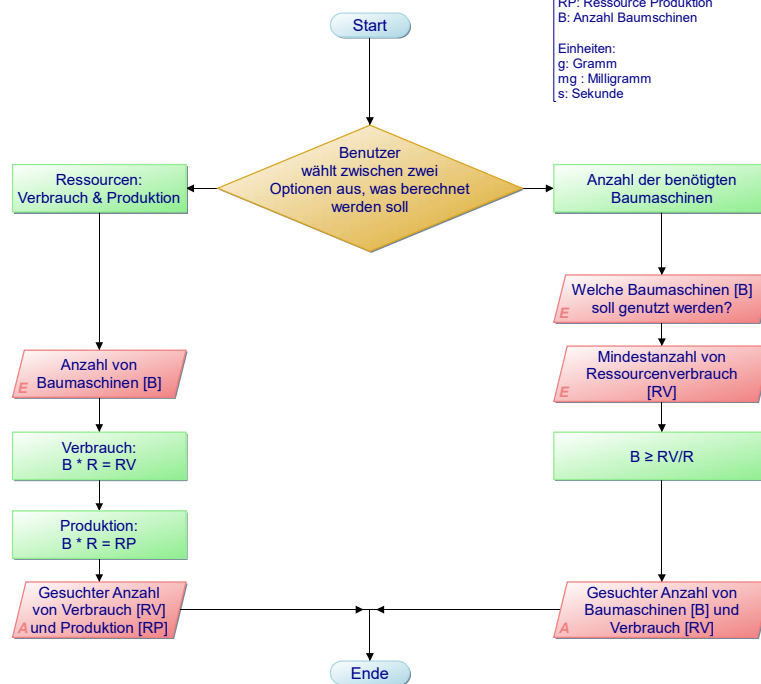 RP: Ressource Produktion
B: Anzahl Baumschinen
Einheiten:
g: Gramm
mg : Milligramm
s: Sekunde
Start
Benutzer
wählt zwischen zwei
Optionen aus, was berechnet
werden soll
Ressourcen:
Verbrauch & Produktion
Anzahl von
Baumaschinen [B]
E
Verbrauch:
B * R = RV
Produktion:
B * R = RP
Gesuchter Anzahl
von Verbrauch [RV]
und Produktion [RP]
A
Anzahl der benötigten
Baumaschinen
Welche Baumaschinen [B]
soll genutzt werden?
E
Mindestanzahl von
Ressourcenverbrauch
[RV]
E
B ≥ RV/R
Gesuchter Anzahl von
Baumaschinen [B] und
Verbrauch [RV]
A
Ende